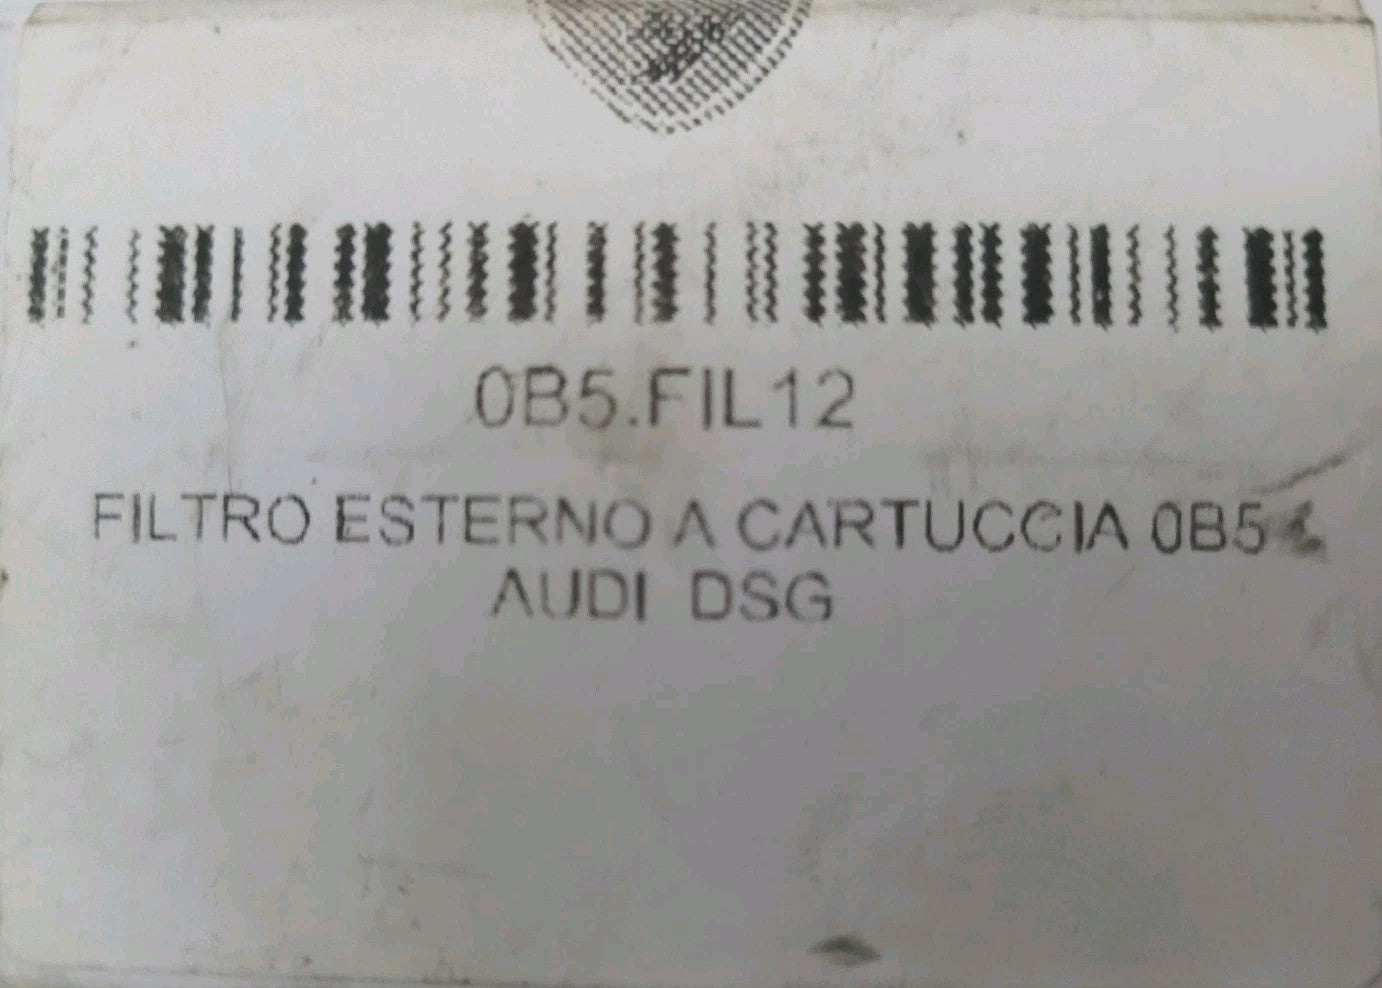 0B5.FIL12
FILTRO ESTERNO A CARTUCCIA 0B5
AUDI DSG